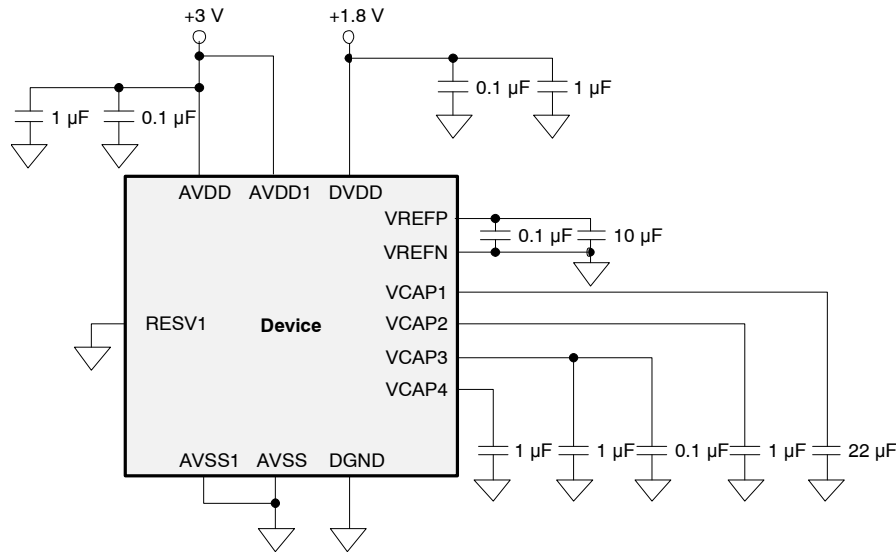 +3 V
+1.8 V
1 µF
0.1 µF
0.1 µF
1 µF
AVDD
AVDD1
DVDD
VREFP
0.1 µF
10 µF
VREFN
VCAP1
RESV1
Device
VCAP2
VCAP3
VCAP4
1 µF
1 µF
0.1 µF
1 µF
22 µF
AVSS1
AVSS
DGND